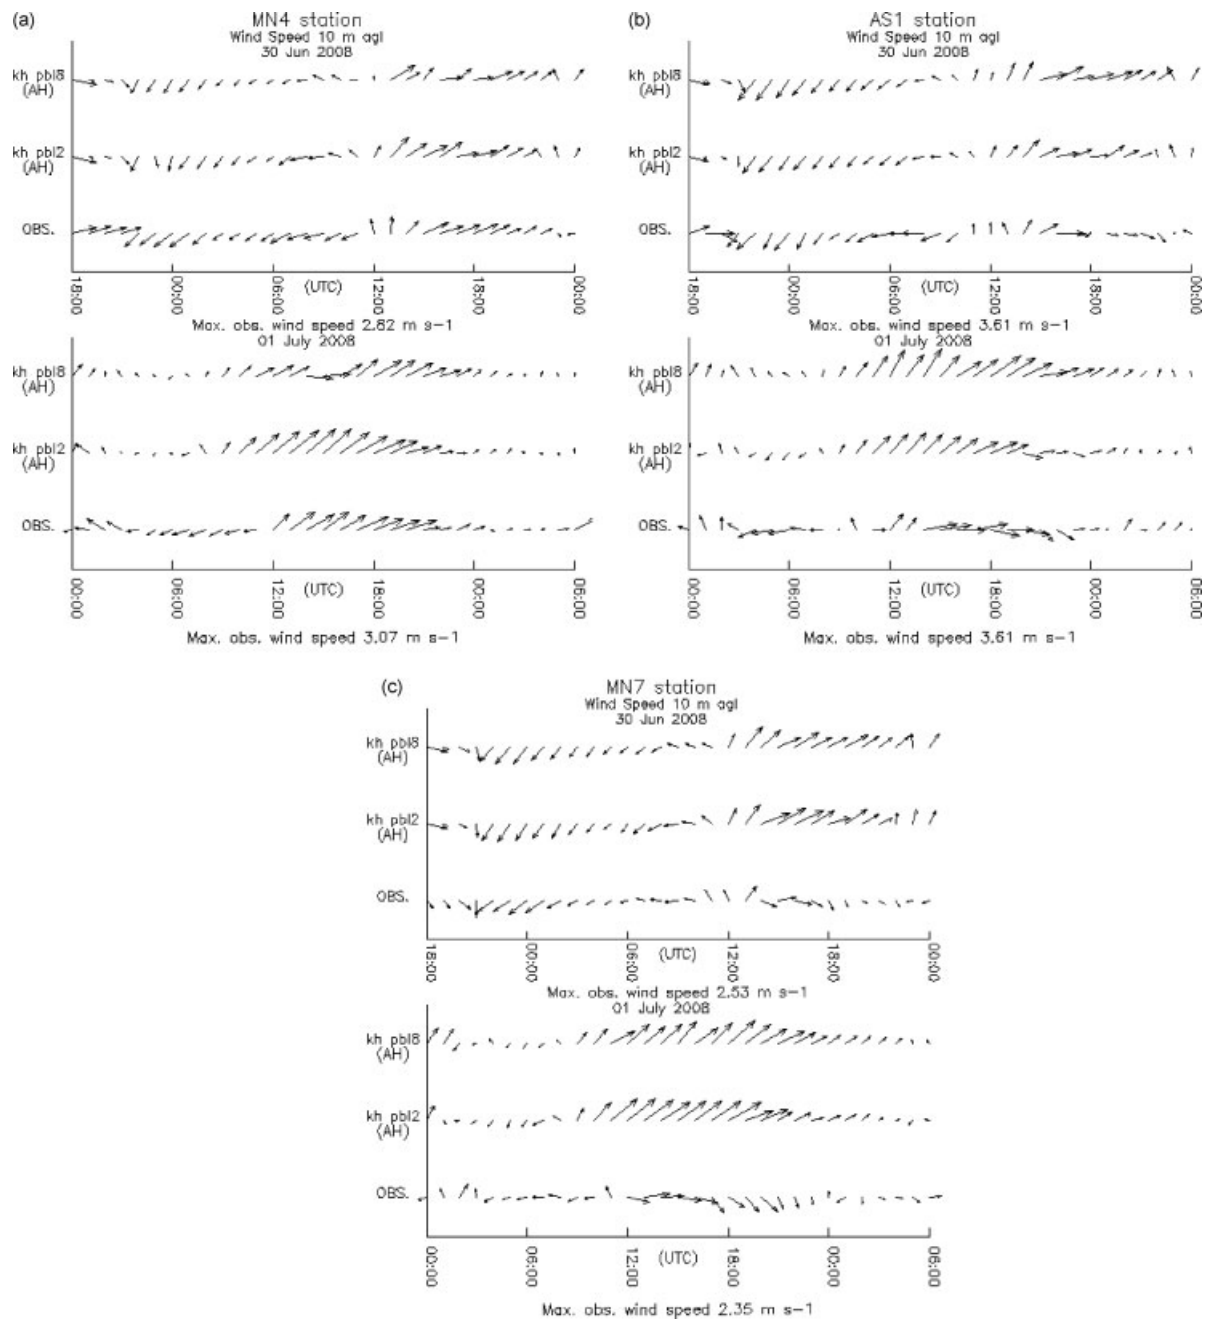 (a)
MN4 station
Wind Speed 10 m agl
30 Jun 2008
kh pbl8
(AH)
kh pbl2
(AH)
OBS.
18:00
00:00
06:00
12:00
18:00
00:00
(UTC)
Max. obs. wind speed 2.82 m s-1
01 July 2008
kh pbl8
(AH)
kh pbl2
(AH)
OBS.
00:00
06:00
12:00
18:00
00:00
06:00
(UTC)
Max. obs. wind speed 3.07 m s-1
(b)
AS1 station
Wind Speed 10 m agl
30 Jun 2008
kh pbl8
(AH)
kh pbl2
(AH)
OBS.
18:00
00:00
06:00
12:00
18:00
00:00
(UTC)
Max. obs. wind speed 3.61 m s-1
01 July 2008
kh pbl8
(AH)
kh pbl2
(AH)
OBS.
00:00
06:00
12:00
18:00
00:00
06:00
(UTC)
Max. obs. wind speed 3.61 m s-1
(c)
MN7 station
Wind Speed 10 m agl
30 Jun 2008
kh pbl8
(AH)
kh pbl2
(AH)
OBS.
18:00
00:00
06:00
12:00
18:00
00:00
(UTC)
Max. obs. wind speed 2.53 m s-1
01 July 2008
kh pbl8
(AH)
kh pbl2
(AH)
OBS.
00:00
06:00
12:00
18:00
00:00
06:00
(UTC)
Max. obs. wind speed 2.35 m s-1